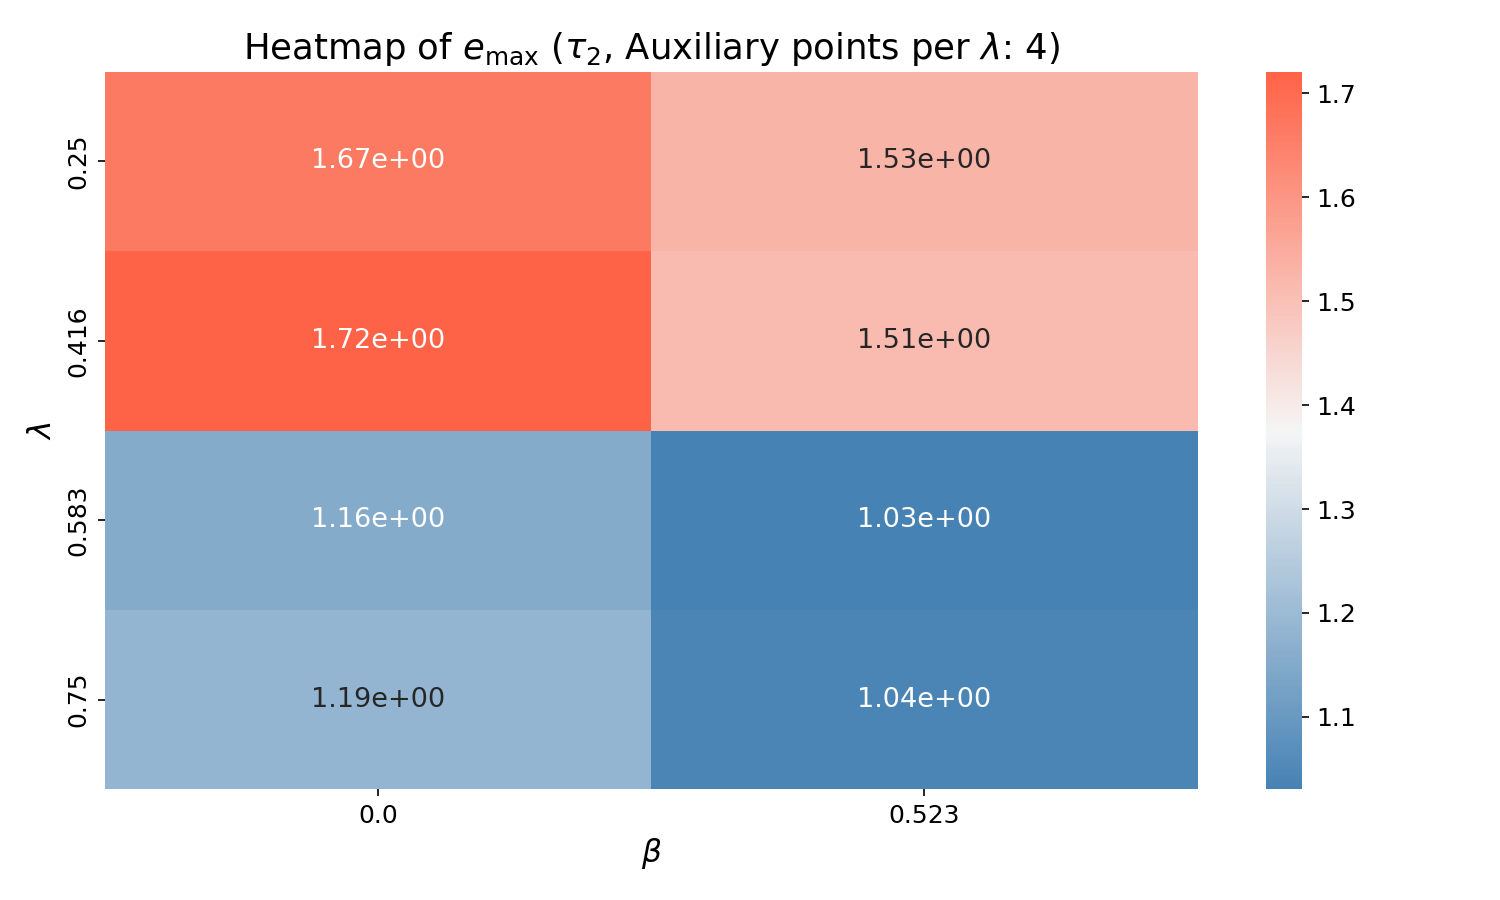 Heatmap of e_max (τ₂, Auxiliary points per λ: 4)
λ
0.25
1.67e+00
1.53e+00
0.416
1.72e+00
1.51e+00
0.583
1.16e+00
1.03e+00
0.75
1.19e+00
1.04e+00
0.0
0.523
β
1.7
1.6
1.5
1.4
1.3
1.2
1.1